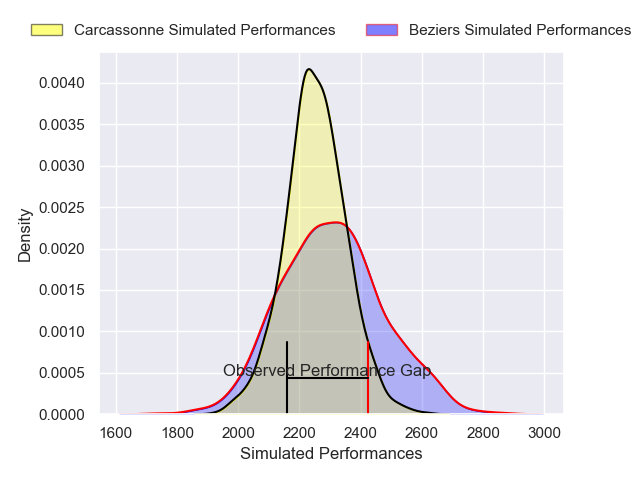 Carcassonne Simulated Performances
Beziers Simulated Performances
0.0040
0.0035
0.0030
0.0025
0.0020
0.0015
0.0010
0.0005
0.0000
Density
Observed Performance Gap
1600 1800 2000 2200 2400 2600 2800 3000
Simulated Performances